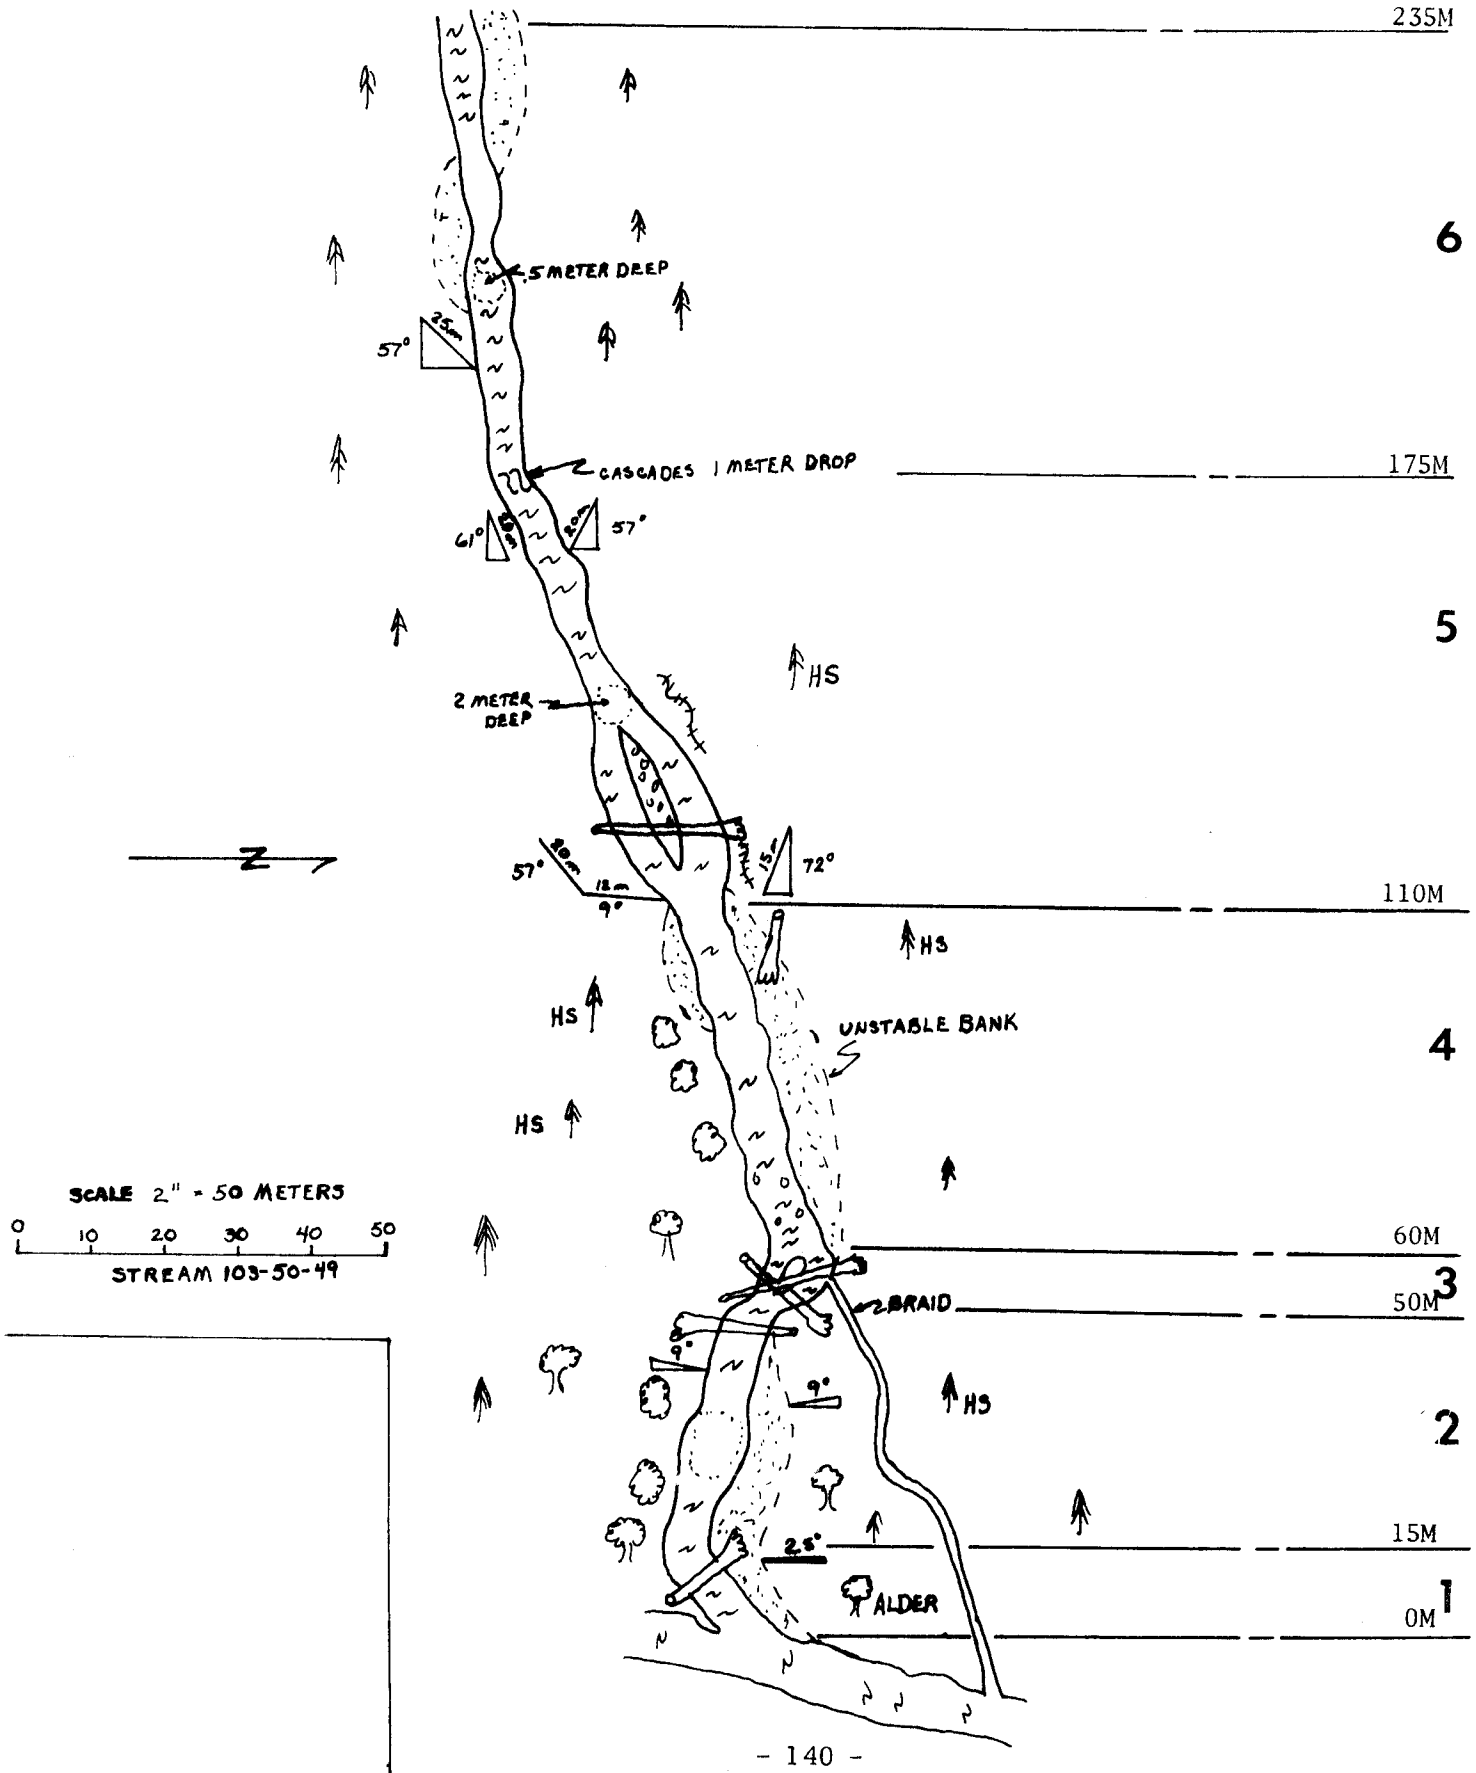 235M
6
.5 METER DEEP
25m
57°
CASCADES 1 METER DROP
175M
61°
20m
57°
5
HS
2 METER
DEEP
N
20m
57°
12m
9°
15m
72°
110M
HS
HS
UNSTABLE BANK
4
HS
SCALE 2" = 50 METERS
0 10 20 30 40 50
STREAM 103-50-49
60M
3
BRAID
50M
9°
9°
HS
2
15M
25°
ALDER
1
0M
- 140 -